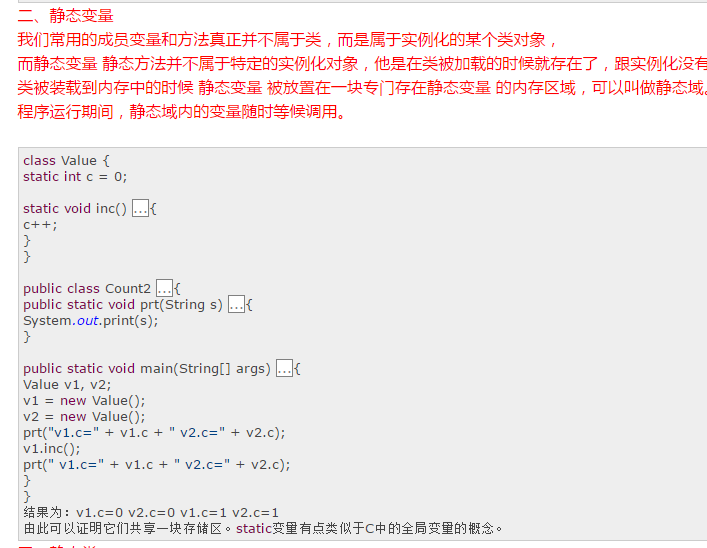 二、静态变量
我们常用的成员变量和方法真正并不属于类，而是属于实例化的某个类对象，
而静态变量 静态方法并不属于特定的实例化对象，他是在类被加载的时候就存在了，跟实例化没有
类被装载到内存中的时候 静态变量 被放置在一块专门存在静态变量 的内存区域，可以叫做静态域
程序运行期间，静态域内的变量随时等候调用。
class Value {
static int c = 0;
static void inc() ...{
c++;
}
}
public class Count2 ...{
public static void prt(String s) ...{
System.out.print(s);
}
public static void main(String[] args) ...{
Value v1, v2;
v1 = new Value();
v2 = new Value();
prt("v1.c=" + v1.c + " v2.c=" + v2.c);
v1.inc();
prt(" v1.c=" + v1.c + " v2.c=" + v2.c);
}
}
结果为：v1.c=0 v2.c=0 v1.c=1 v2.c=1
由此可以证明它们共享一块存储区。static变量有点类似于C中的全局变量的概念。